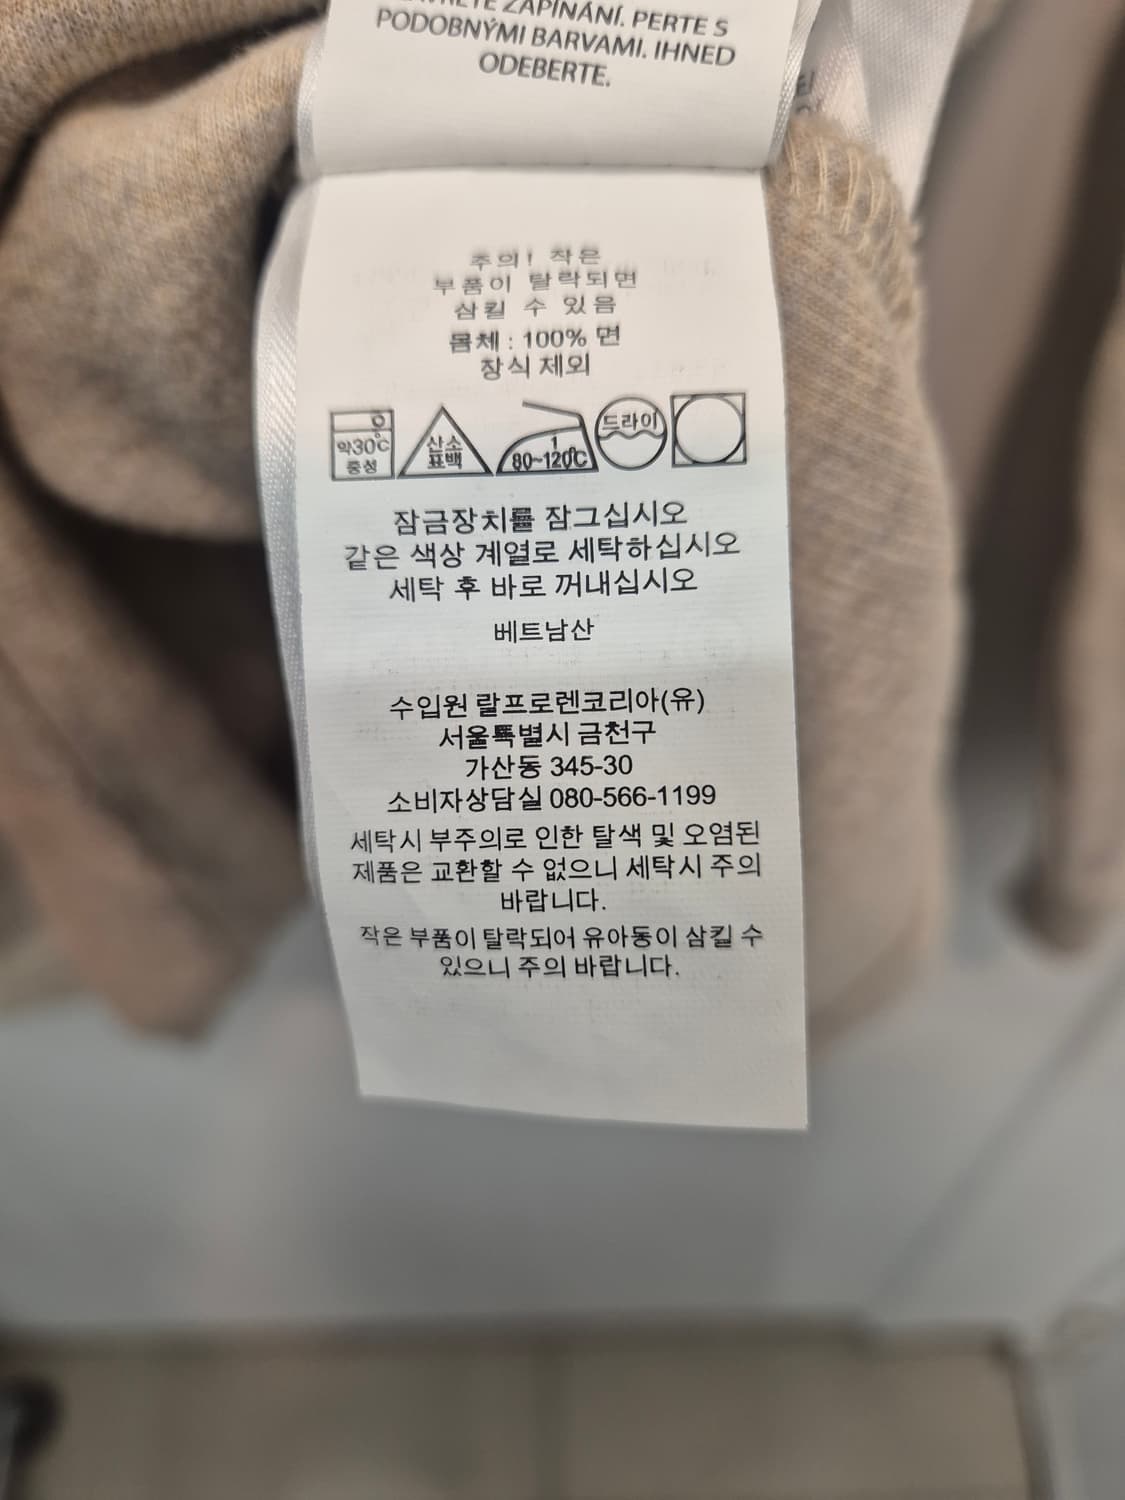 ZAPÍNÁNÍ. PERTE S
PODOBNÝMI BARVAMI. IHNED
ODEBERTE.
주의! 작은
부품이 탈락되면
삼킬 수 있음
몸체 : 100% 면
장식 제외
약30℃
중성
산소
표백
1
80~120℃
드라이
잠금장치를 잠그십시오
같은 색상 계열로 세탁하십시오
세탁 후 바로 꺼내십시오
베트남산
수입원 랄프로렌코리아(유)
서울특별시 금천구
가산동 345-30
소비자상담실 080-566-1199
세탁시 부주의로 인한 탈색 및 오염된
제품은 교환할 수 없으니 세탁시 주의
바랍니다.
작은 부품이 탈락되어 유아동이 삼킬 수
있으니 주의 바랍니다.